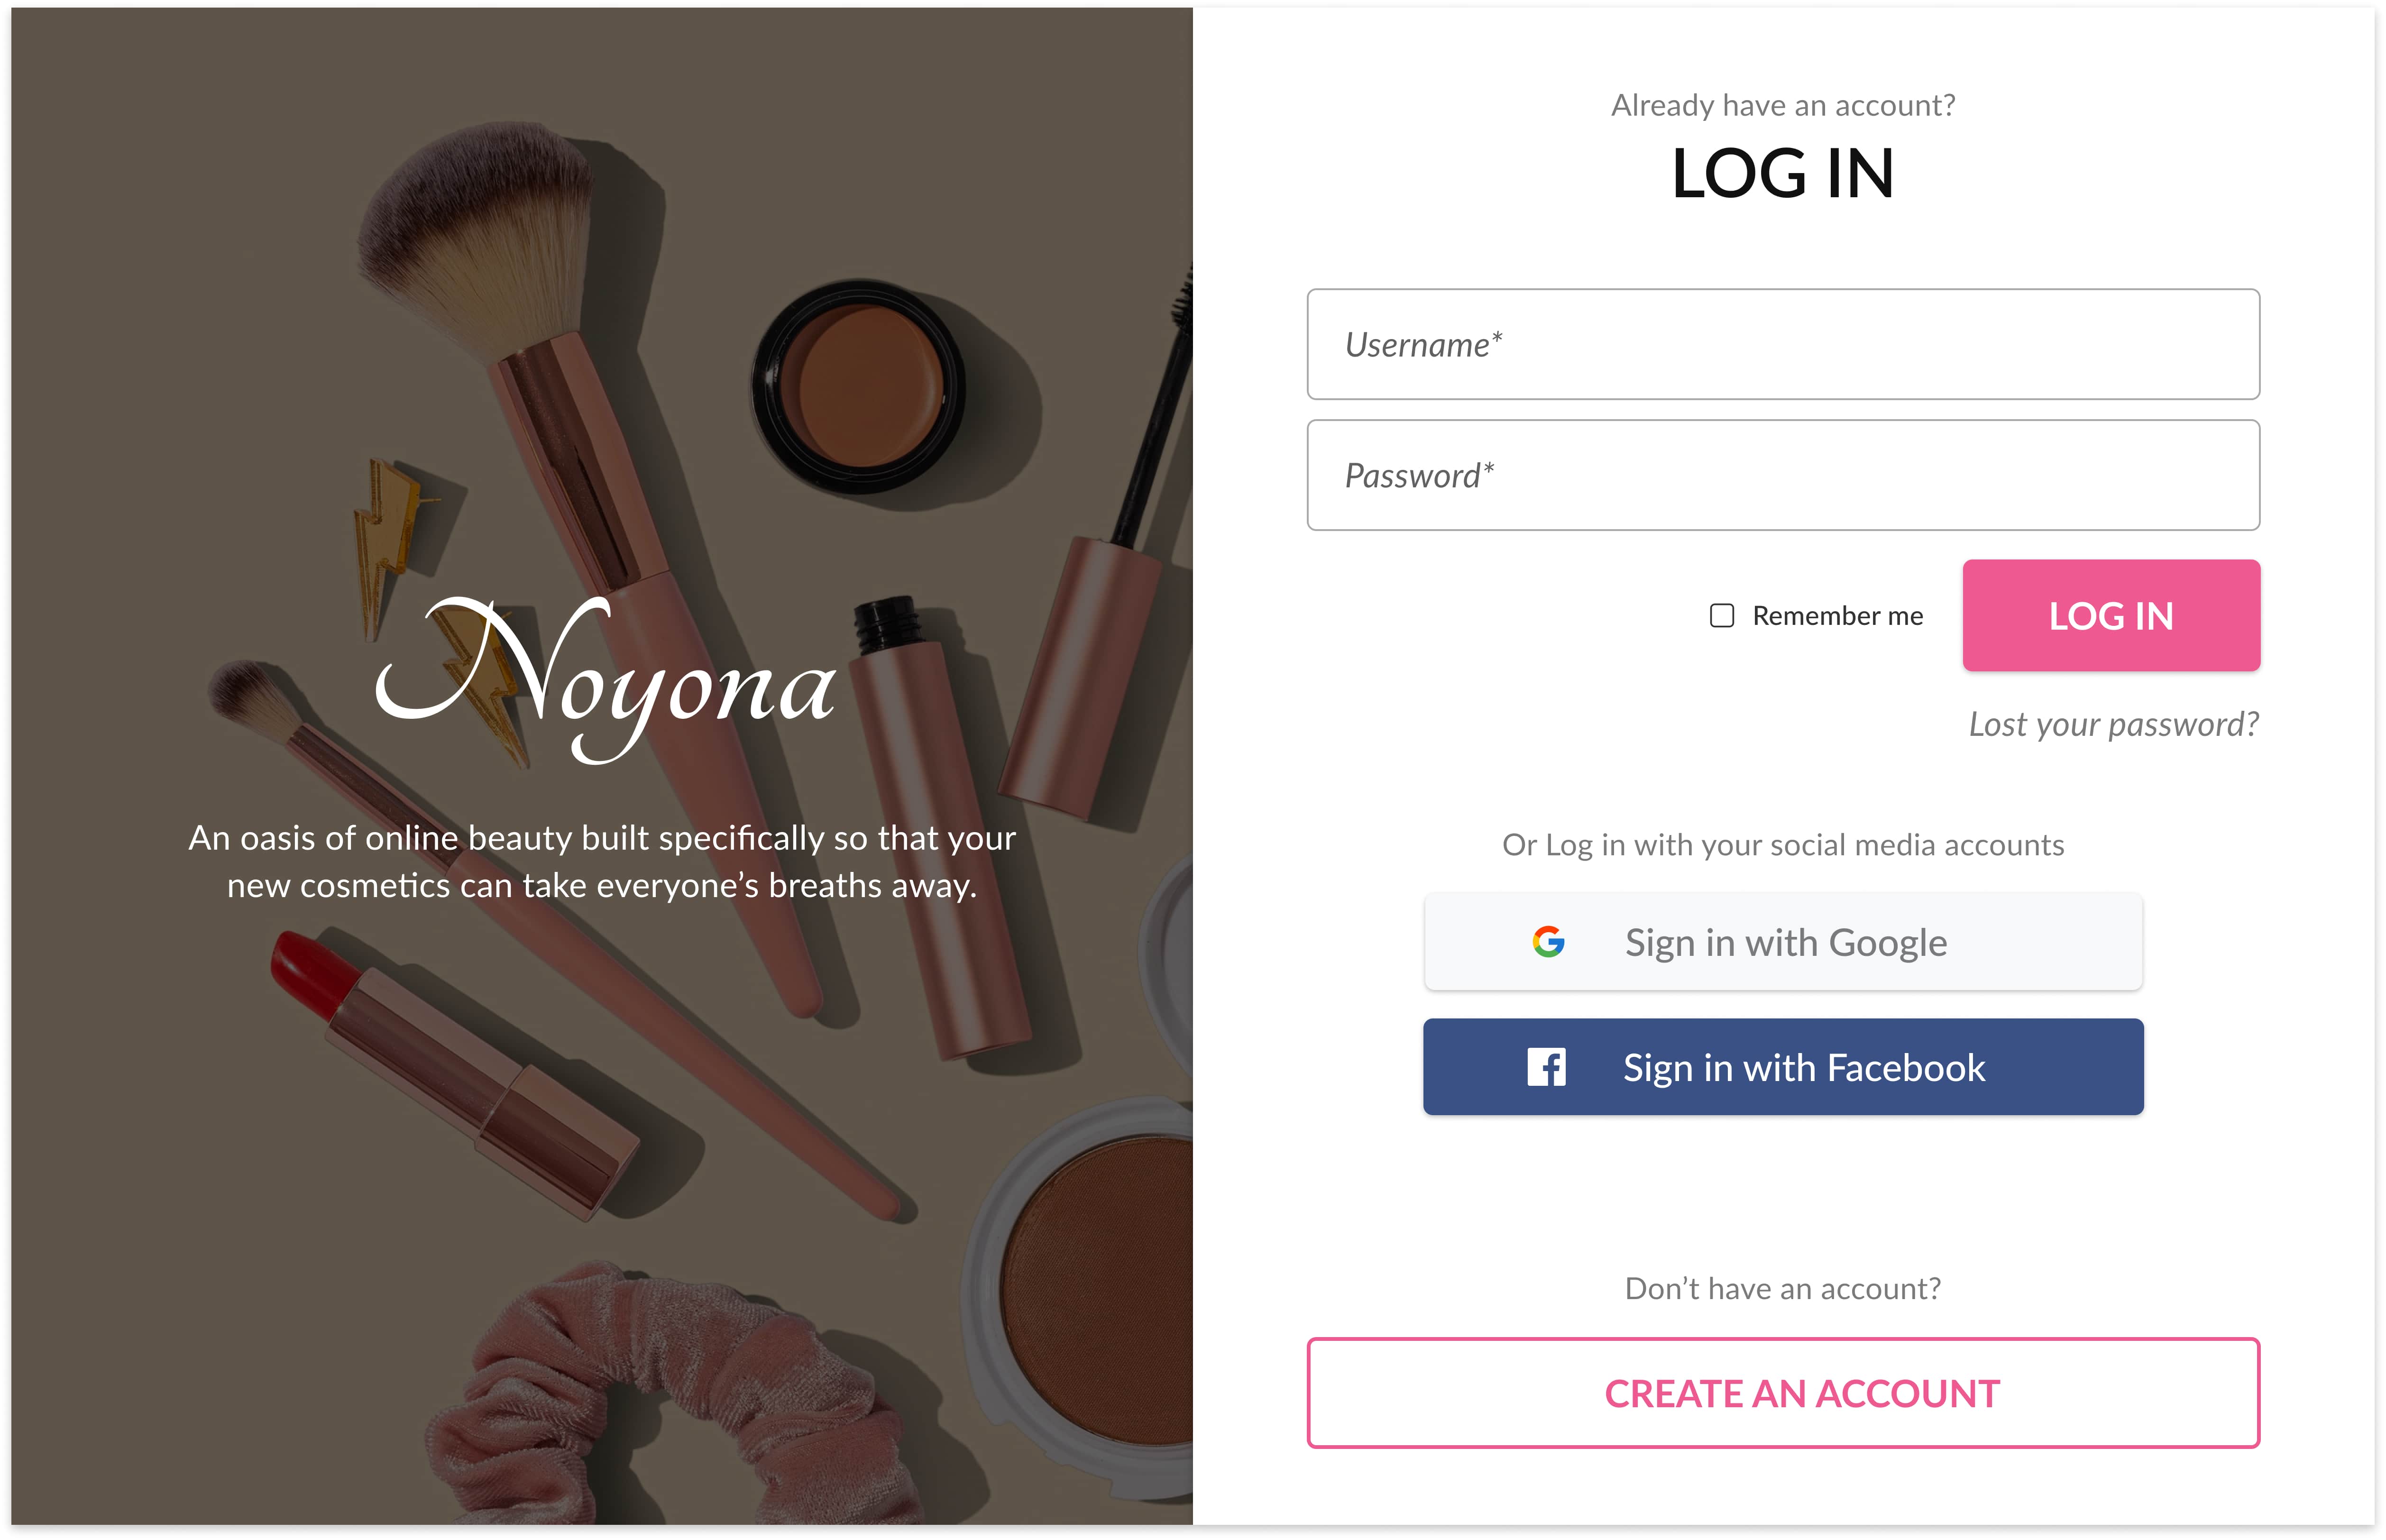 Noyona
An oasis of online beauty built specifically so that your
new cosmetics can take everyone’s breaths away.
Already have an account?
LOG IN
Username*
Password*
Remember me
LOG IN
Lost your password?
Or Log in with your social media accounts
Sign in with Google
Sign in with Facebook
Don’t have an account?
CREATE AN ACCOUNT